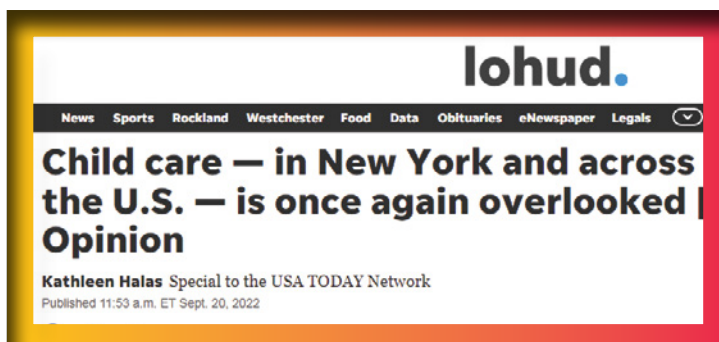 lohud.
News Sports Rockland Westchester Food Data Obituaries eNewspaper Legals
Child care — in New York and across
the U.S. — is once again overlooked |
Opinion
Kathleen Halas Special to the USA TODAY Network
Published 11:53 a.m. ET Sept. 20, 2022